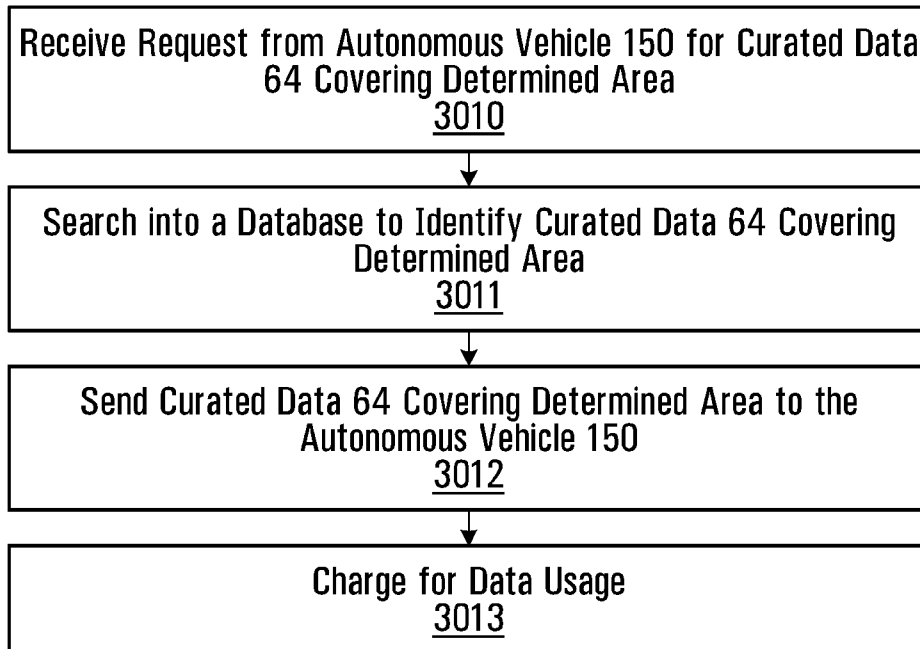 Receive Request from Autonomous Vehicle 150 for Curated Data
64 Covering Determined Area
3010
Search into a Database to Identify Curated Data 64 Covering
Determined Area
3011
Send Curated Data 64 Covering Determined Area to the
Autonomous Vehicle 150
3012
Charge for Data Usage
3013